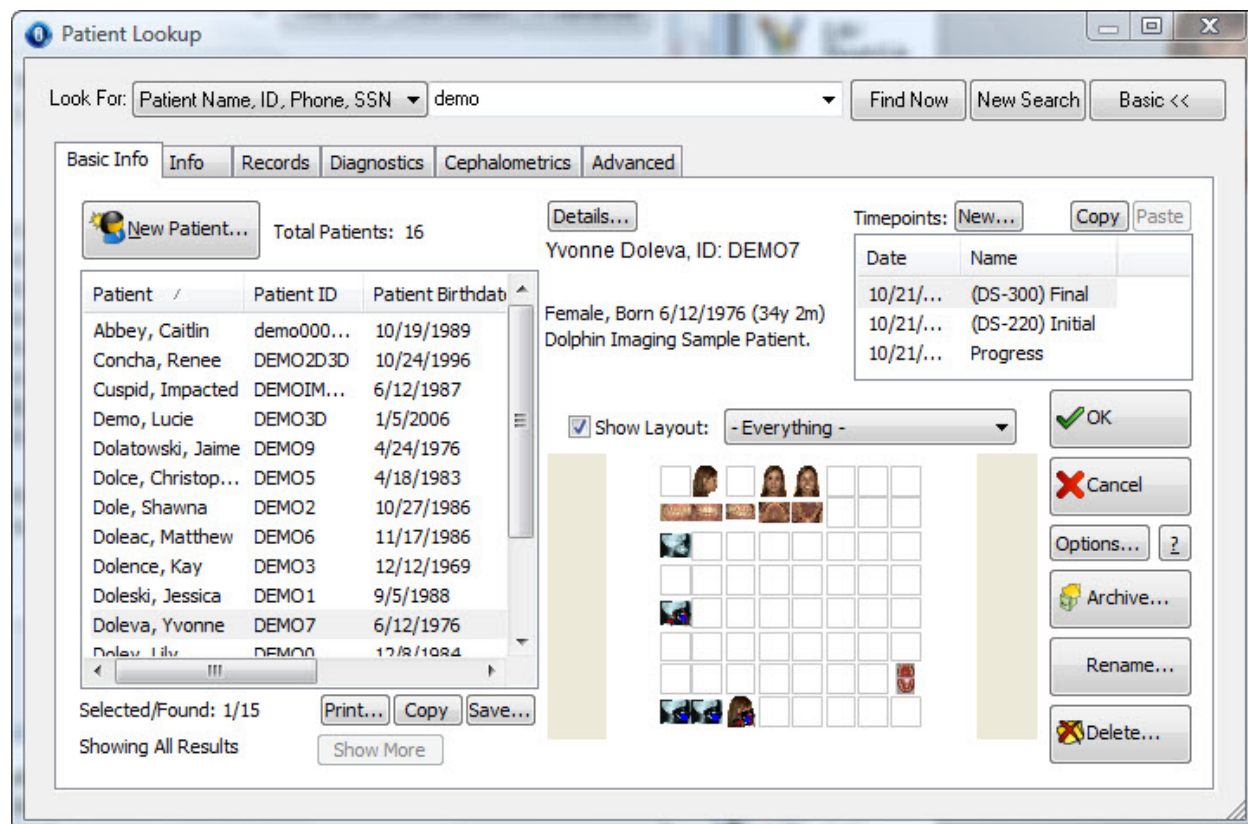 Patient Lookup
Look For: Patient Name, ID, Phone, SSN demo Find Now New Search Basic <<
Basic Info Info Records Diagnostics Cephalometrics Advanced
New Patient... Total Patients: 16
Details...
Timepoints: New... Copy Paste
Yvonne Doleva, ID: DEMO7
Female, Born 6/12/1976 (34y 2m)
Dolphin Imaging Sample Patient.
Date Name
10/21/... (DS-300) Final
10/21/... (DS-220) Initial
10/21/... Progress
Patient Patient ID Patient Birthdat
Abbey, Caitlin demo000... 10/19/1989
Concha, Renee DEMO2D3D 10/24/1996
Cuspid, Impacted DEMOIM... 6/12/1987
Demo, Lucie DEMO3D 1/5/2006
Dolatowski, Jaime DEMO9 4/24/1976
Dolce, Christop... DEMO5 4/18/1983
Dole, Shawna DEMO2 10/27/1986
Doleac, Matthew DEMO6 11/17/1986
Dolence, Kay DEMO3 12/12/1969
Doleski, Jessica DEMO1 9/5/1988
Doleva, Yvonne DEMO7 6/12/1976
Doley, Lily DEMO0 12/8/1984
Selected/Found: 1/15 Print... Copy Save...
Showing All Results Show More
Show Layout: - Everything -
OK
Cancel
Options... ?
Archive...
Rename...
Delete...